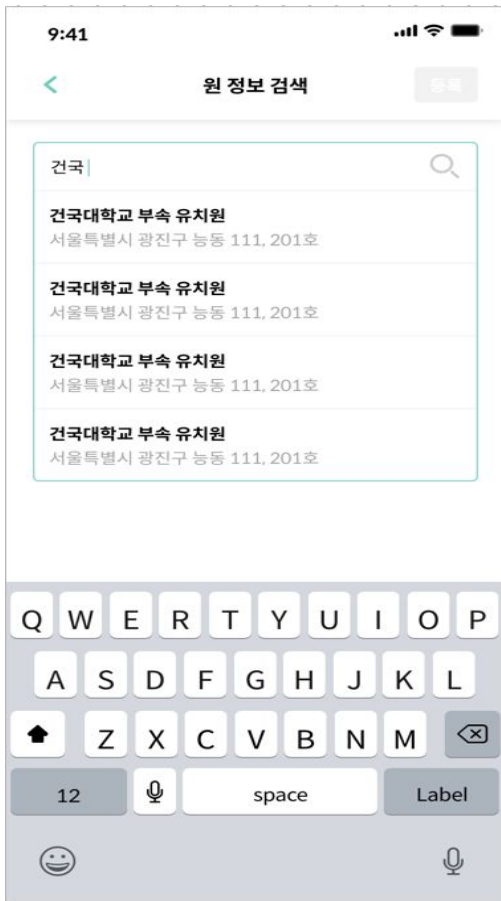 9:41
원 정보 검색
등록
건국
건국대학교 부속 유치원
서울특별시 광진구 능동 111, 201호
건국대학교 부속 유치원
서울특별시 광진구 능동 111, 201호
건국대학교 부속 유치원
서울특별시 광진구 능동 111, 201호
건국대학교 부속 유치원
서울특별시 광진구 능동 111, 201호
Q W E R T Y U I O P
A S D F G H J K L
Z X C V B N M
12 space Label